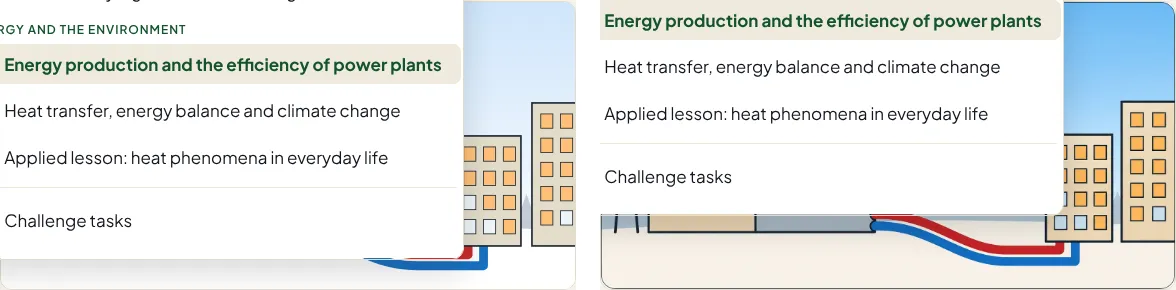 RGY AND THE ENVIRONMENT
Energy production and the efficiency of power plants
Heat transfer, energy balance and climate change
Applied lesson: heat phenomena in everyday life
Challenge tasks
Energy production and the efficiency of power plants
Heat transfer, energy balance and climate change
Applied lesson: heat phenomena in everyday life
Challenge tasks